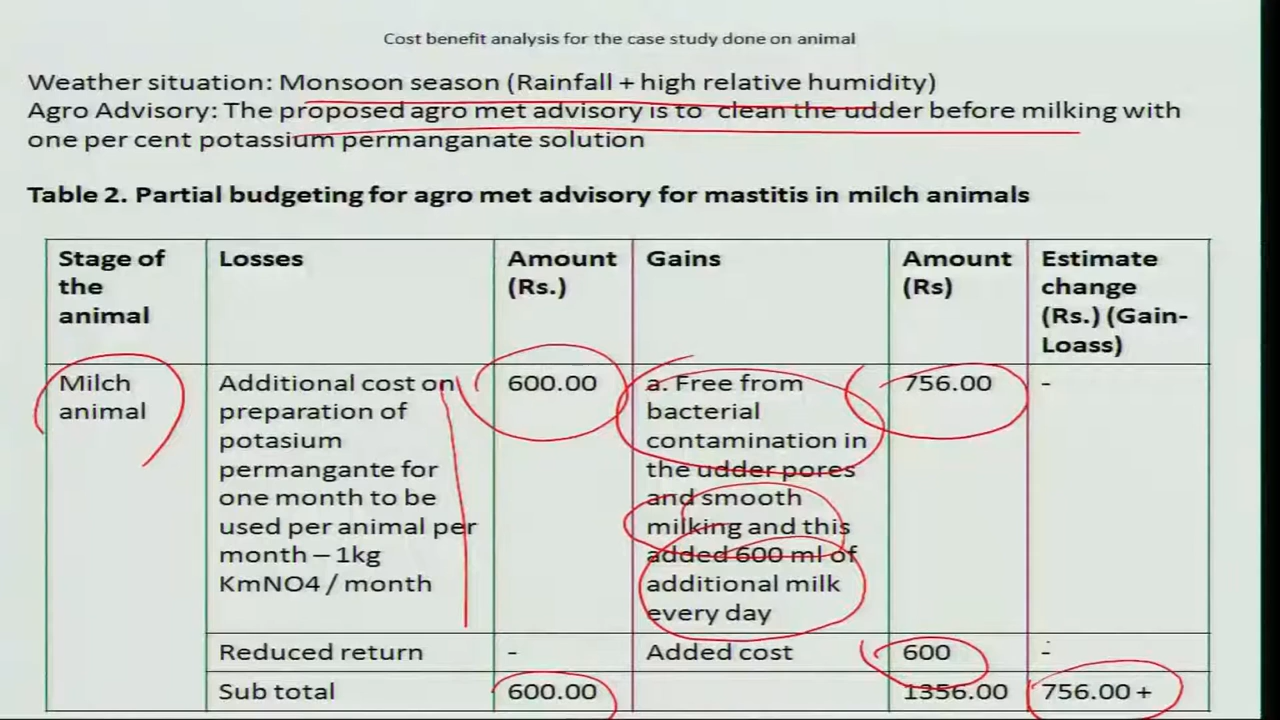 Cost benefit analysis for the case study done on animal
Weather situation: Monsoon season (Rainfall + high relative humidity)
Agro Advisory: The proposed agro met advisory is to clean the udder before milking with
one per cent potassium permanganate solution
Table 2. Partial budgeting for agro met advisory for mastitis in milch animals
Stage of
the
animal
Losses
Amount
(Rs.)
Gains
Amount
(Rs)
Estimate
change
(Rs.) (Gain-
Loass)
Milch
animal
Additional cost on
preparation of
potasium
permangante for
one month to be
used per animal per
month – 1kg
KmNO4 / month
600.00
a. Free from
bacterial
contamination in
the udder pores
and smooth
milking and this
added 600 ml of
additional milk
every day
756.00
-
Reduced return
-
Added cost
600
-
Sub total
600.00
1356.00
756.00 +